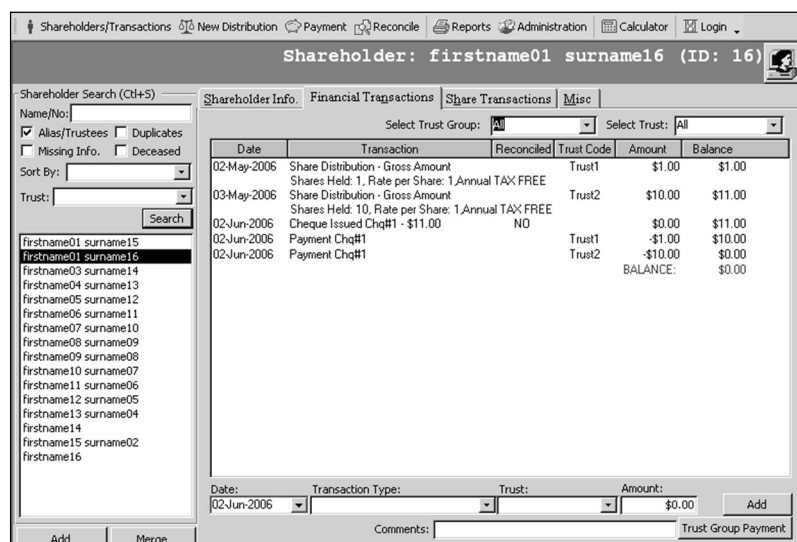 Shareholders/Transactions New Distribution Payment Reconcile Reports Administration Calculator Login
Shareholder: firstname01 surname16 (ID: 16)
Shareholder Search (Ctl+S)
Name/No:
Alias/Trustees Duplicates
Missing Info. Deceased
Sort By:
Trust:
Search
firstname01 surname15
firstname01 surname16
firstname03 surname14
firstname04 surname13
firstname05 surname12
firstname06 surname11
firstname07 surname10
firstname08 surname09
firstname09 surname08
firstname10 surname07
firstname11 surname06
firstname12 surname05
firstname13 surname04
firstname14
firstname15 surname02
firstname16
Add Merge
Shareholder Info. Financial Transactions Share Transactions Misc
Select Trust Group: All Select Trust: All
Date Transaction Reconciled Trust Code Amount Balance
02-May-2006 Share Distribution - Gross Amount Trust1 $1.00 $1.00
Shares Held: 1, Rate per Share: 1,Annual TAX FREE
03-May-2006 Share Distribution - Gross Amount Trust2 $10.00 $11.00
Shares Held: 10, Rate per Share: 1,Annual TAX FREE
02-Jun-2006 Cheque Issued Chq#1 - $11.00 NO $0.00 $11.00
02-Jun-2006 Payment Chq#1 Trust1 -$1.00 $10.00
02-Jun-2006 Payment Chq#1 Trust2 -$10.00 $0.00
BALANCE: $0.00
Date: Transaction Type: Trust: Amount:
02-Jun-2006 $0.00 Add
Comments: Trust Group Payment